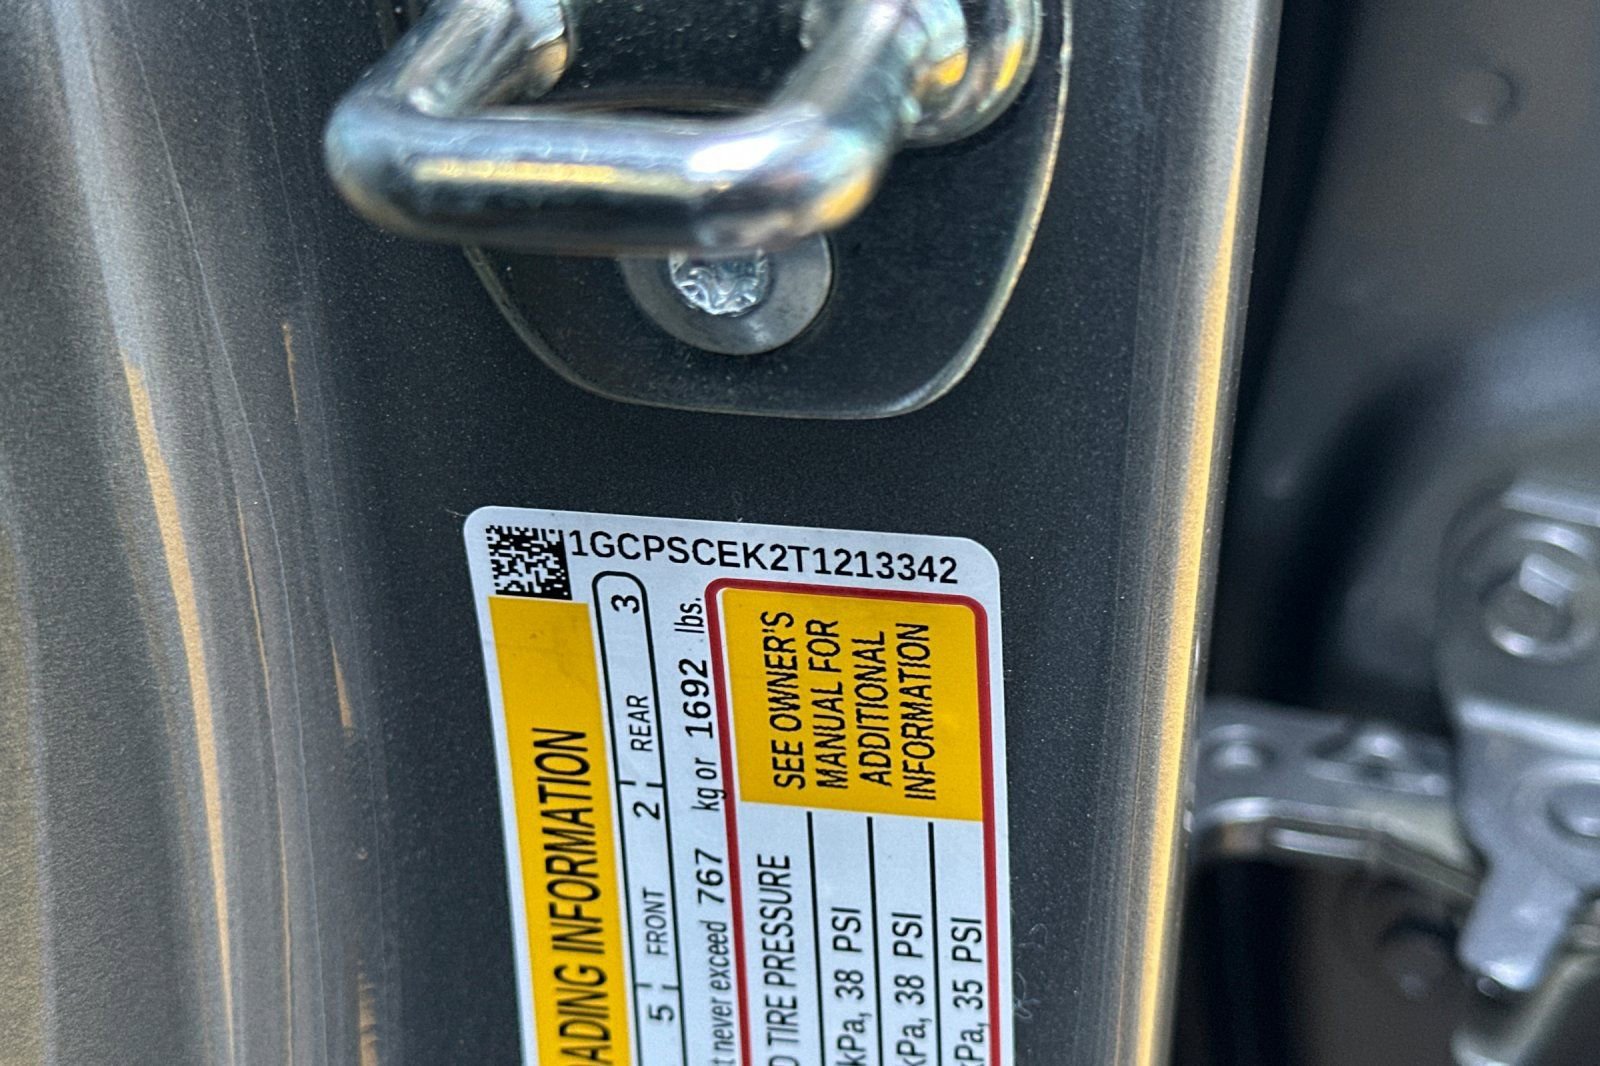 1GCPSCEK2T1213342
ADING INFORMATION
5 FRONT 2 REAR 3
never exceed 767 kg or 1692 lbs.
TIRE PRESSURE
kPa, 38 PSI
kPa, 38 PSI
kPa, 35 PSI
SEE OWNER'S
MANUAL FOR
ADDITIONAL
INFORMATION